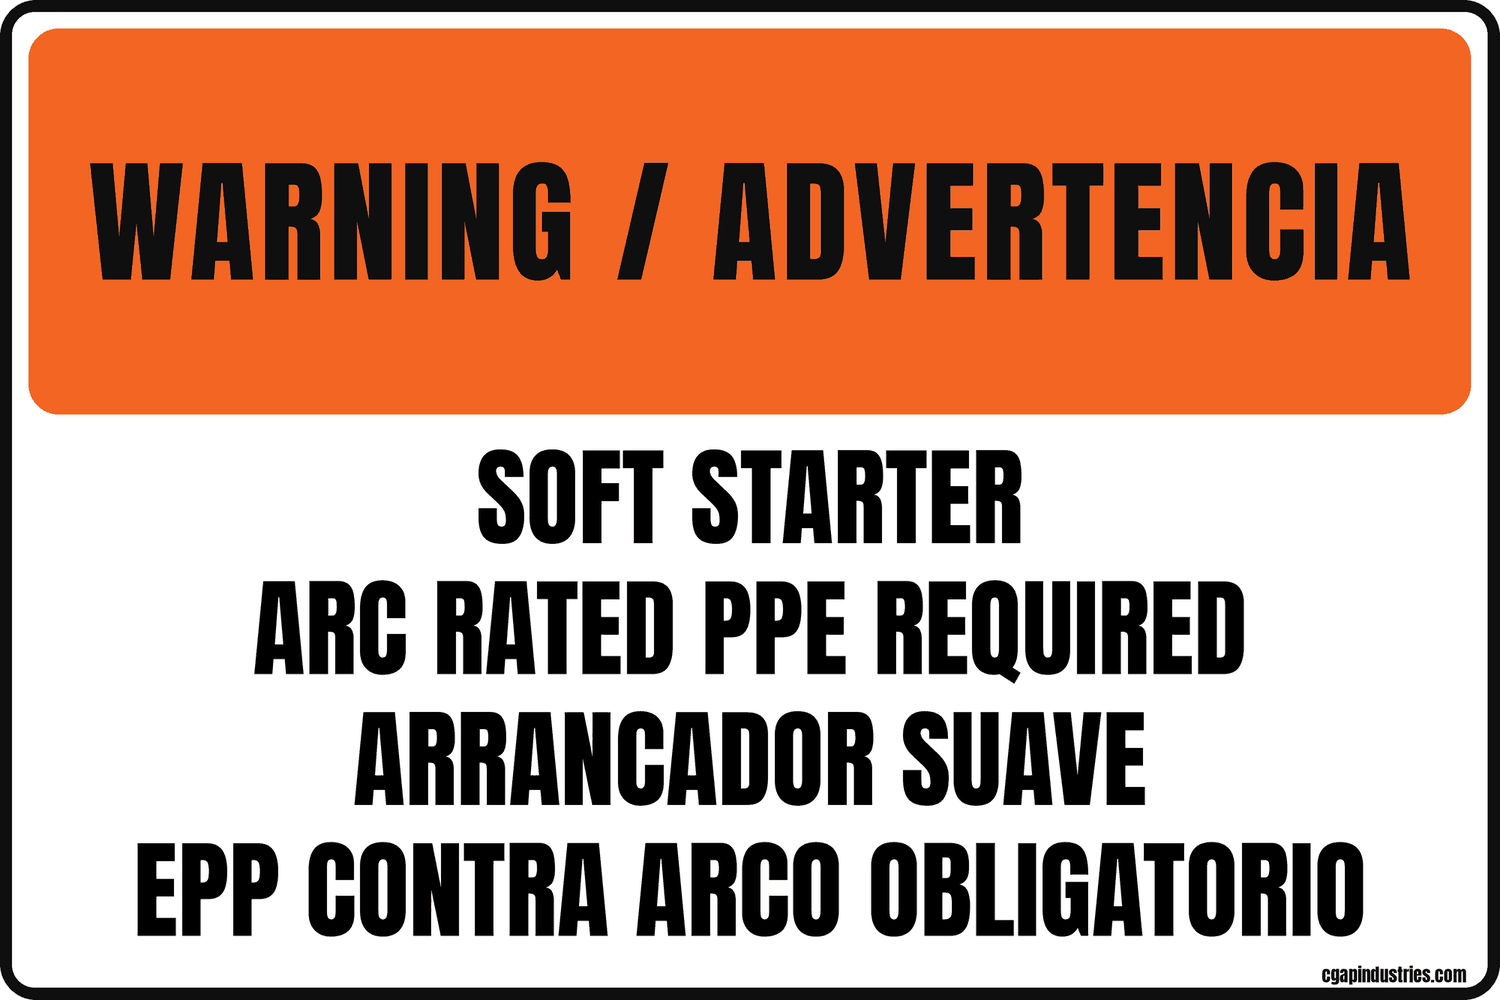 WARNING / ADVERTENCIA
SOFT STARTER
ARC RATED PPE REQUIRED
ARRANCADOR SUAVE
EPP CONTRA ARCO OBLIGATORIO
cgapindustries.com